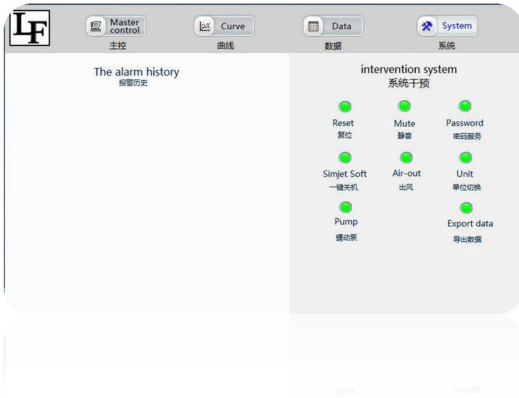 LF
Master
control
主控
Curve
曲线
Data
数据
System
系统
The alarm history
报警历史
intervention system
系统干预
Reset
复位
Mute
静音
Password
密码服务
Simjet Soft
一键关机
Air-out
出风
Unit
单位切换
Pump
蠕动泵
Export data
导出数据